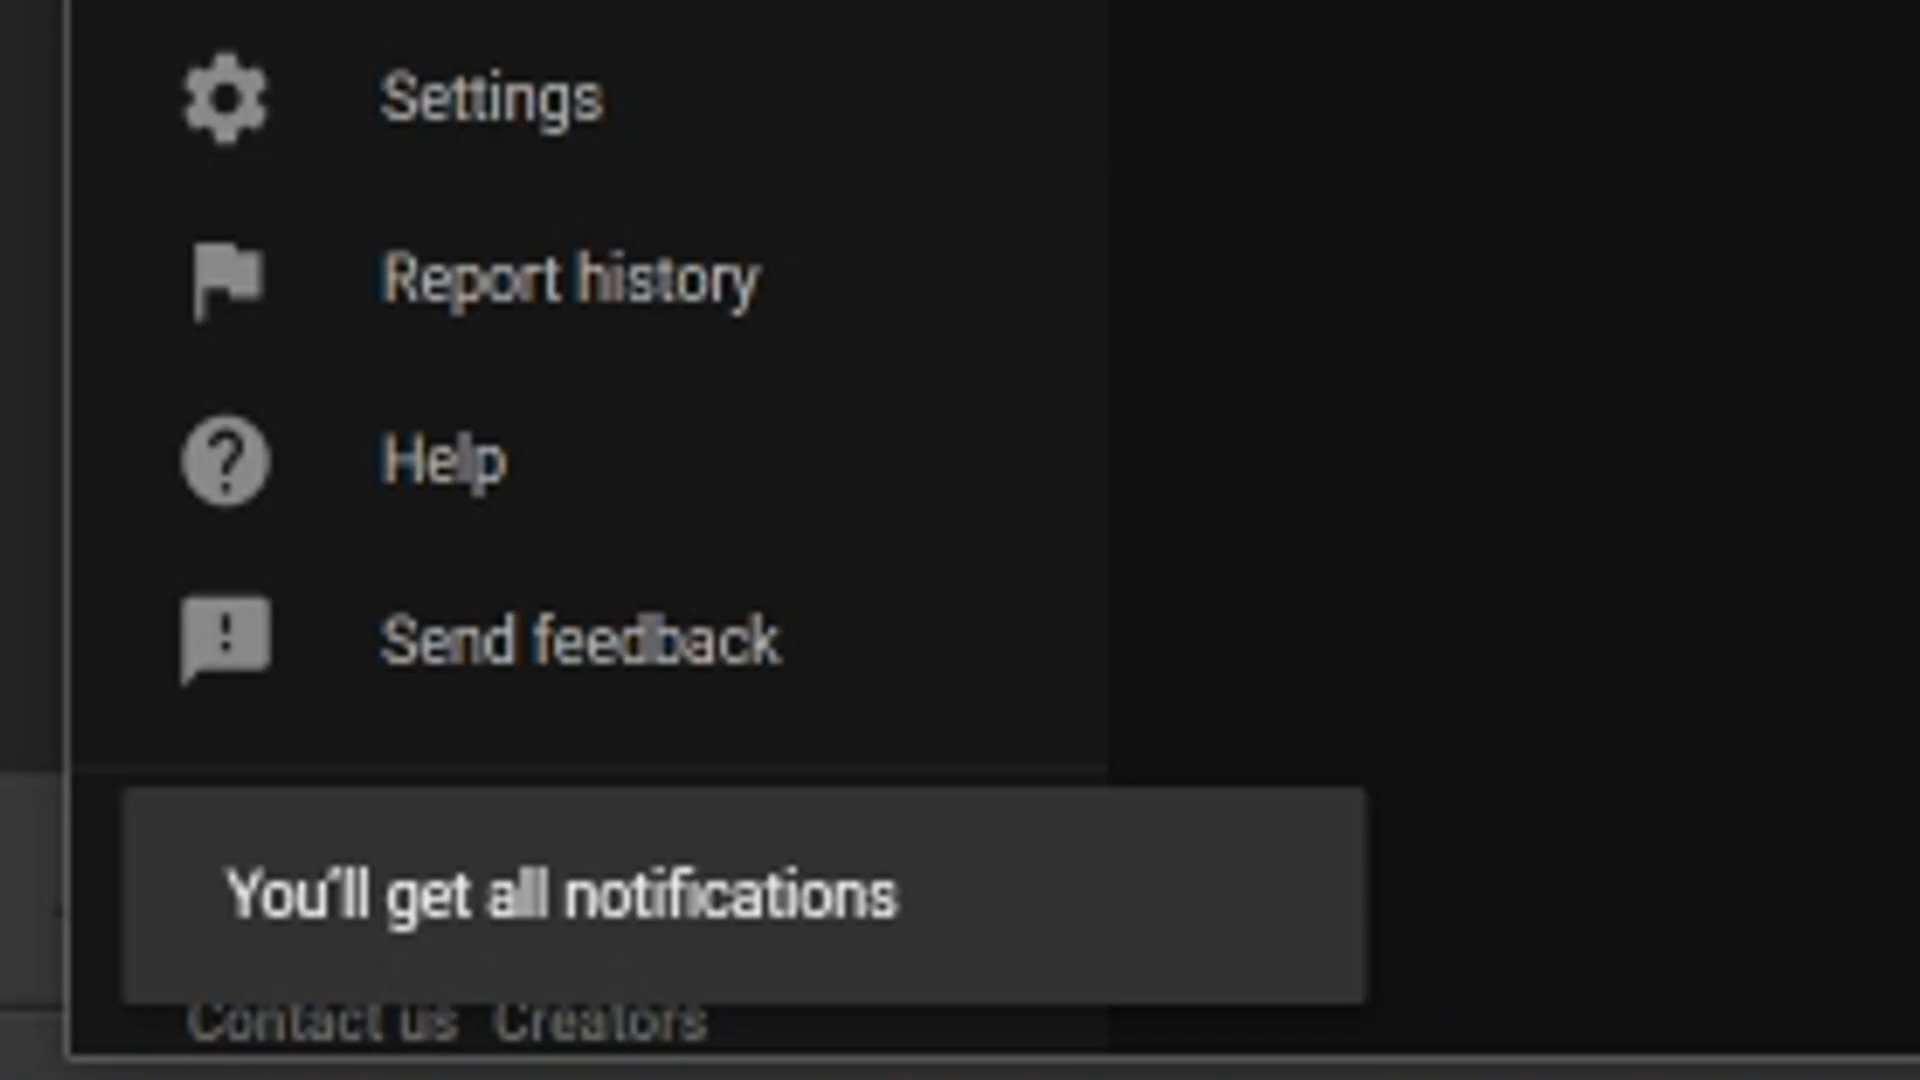 Settings
Report history
Help
Send feedback
You'll get all notifications
Contact us Creators